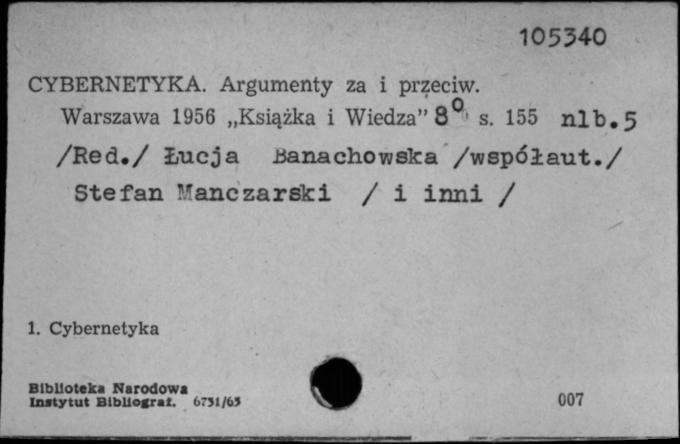 105340
CYBERNETYKA. Argumenty za i przeciw.
Warszawa 1956 „Książka i Wiedza” 8° s. 155 nlb.5
/Red./ Łucja Banachowska /współaut./
Stefan Manczarski / i inni /
1. Cybernetyka
Biblioteka Narodowa
Instytut Bibliograf. 6731/65
007